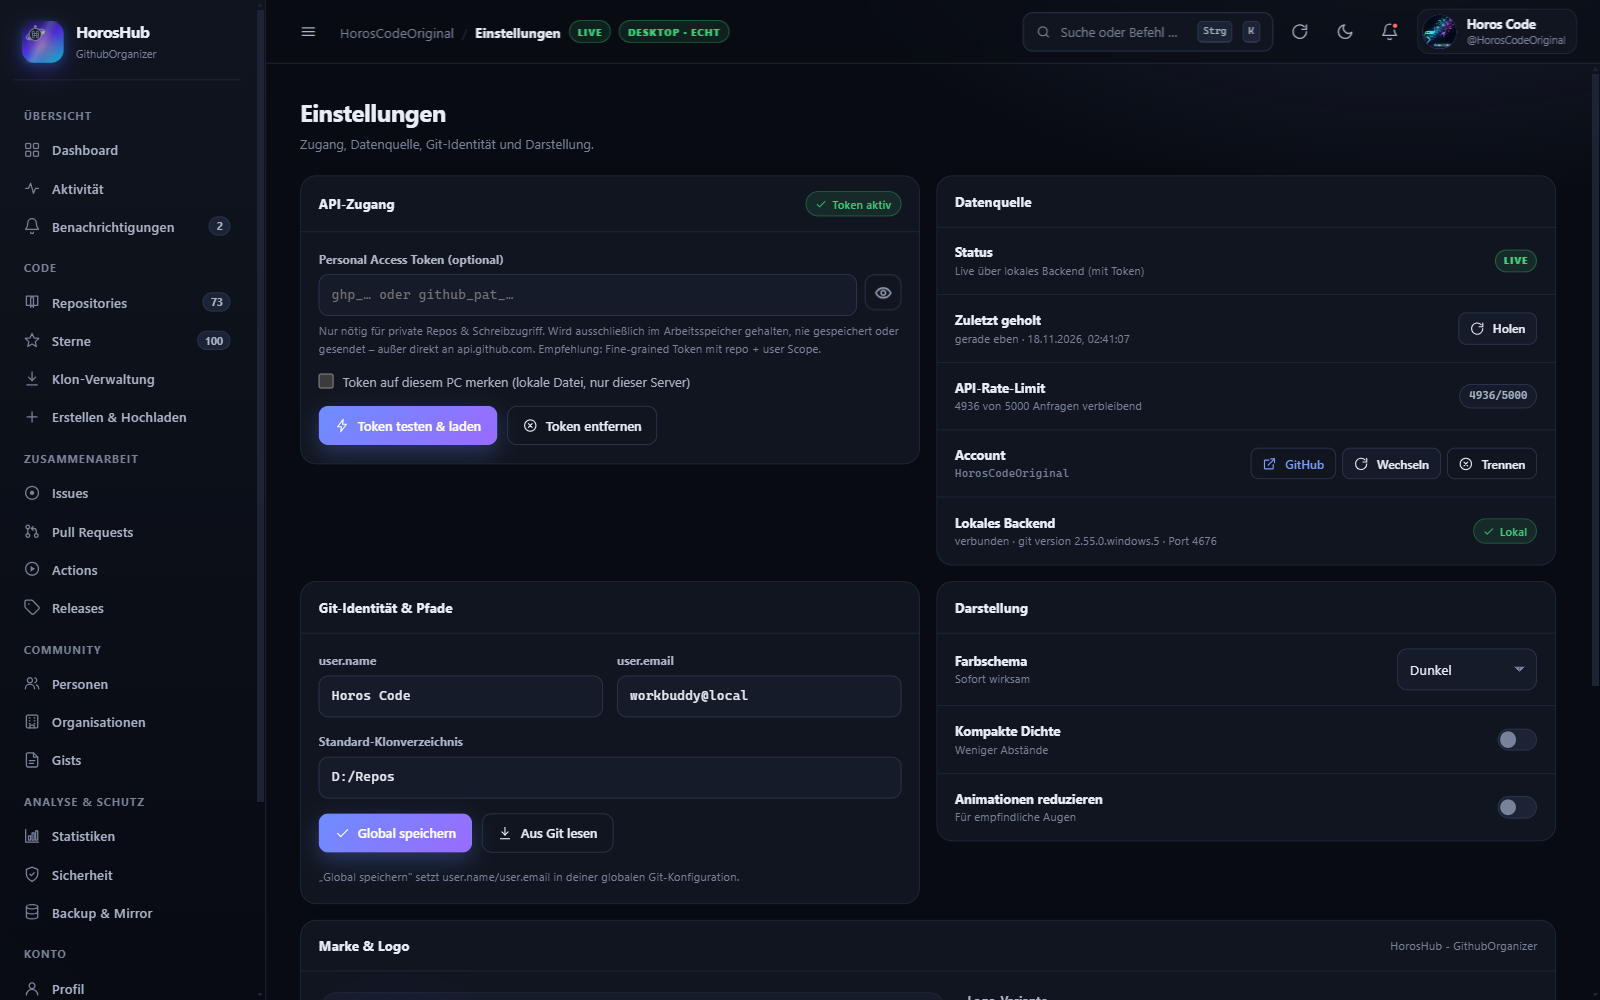 HorosHub
GithubOrganizer
ÜBERSICHT
Dashboard
Aktivität
Benachrichtigungen 2
CODE
Repositories 73
Sterne 100
Klon-Verwaltung
Erstellen & Hochladen
ZUSAMMENARBEIT
Issues
Pull Requests
Actions
Releases
COMMUNITY
Personen
Organisationen
Gists
ANALYSE & SCHUTZ
Statistiken
Sicherheit
Backup & Mirror
KONTO
Profil
HorosCodeOriginal / Einstellungen LIVE DESKTOP - ECHT
Suche oder Befehl ... Strg K
Horos Code
@HorosCodeOriginal
Einstellungen
Zugang, Datenquelle, Git-Identität und Darstellung.
API-Zugang Token aktiv
Personal Access Token (optional)
ghp_… oder github_pat_…
Nur nötig für private Repos & Schreibzugriff. Wird ausschließlich im Arbeitsspeicher gehalten, nie gespeichert oder
gesendet – außer direkt an api.github.com. Empfehlung: Fine-grained Token mit repo + user Scope.
Token auf diesem PC merken (lokale Datei, nur dieser Server)
Token testen & laden Token entfernen
Datenquelle
Status
Live über lokales Backend (mit Token)
LIVE
Zuletzt geholt
gerade eben · 18.11.2026, 02:41:07
Holen
API-Rate-Limit
4936 von 5000 Anfragen verbleibend
4936/5000
Account
HorosCodeOriginal
GitHub Wechseln Trennen
Lokales Backend
verbunden · git version 2.55.0.windows.5 · Port 4676
Lokal
Git-Identität & Pfade
user.name user.email
Horos Code workbuddy@local
Standard-Klonverzeichnis
D:/Repos
Global speichern Aus Git lesen
„Global speichern" setzt user.name/user.email in deiner globalen Git-Konfiguration.
Darstellung
Farbschema
Sofort wirksam
Dunkel
Kompakte Dichte
Weniger Abstände
Animationen reduzieren
Für empfindliche Augen
Marke & Logo HorosHub - GithubOrganizer
Logo-Variante